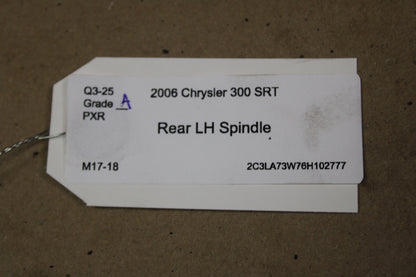 Q3-25
Grade A
PXR
2006 Chrysler 300 SRT
Rear LH Spindle
M17-18
2C3LA73W76H102777